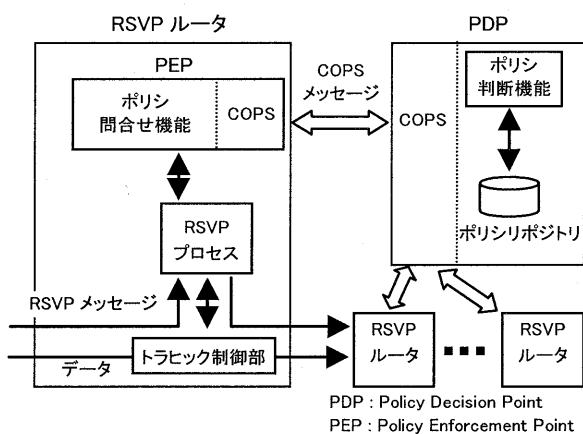 RSVP ルータ
PDP
PEP
ポリシ
問合せ機能
COPS
COPS
メッセージ
COPS
ポリシ
判断機能
ポリシリポジトリ
RSVP
プロセス
RSVP メッセージ
データ
トラヒック制御部
RSVP
ルータ
RSVP
ルータ
PDP : Policy Decision Point
PEP : Policy Enforcement Point